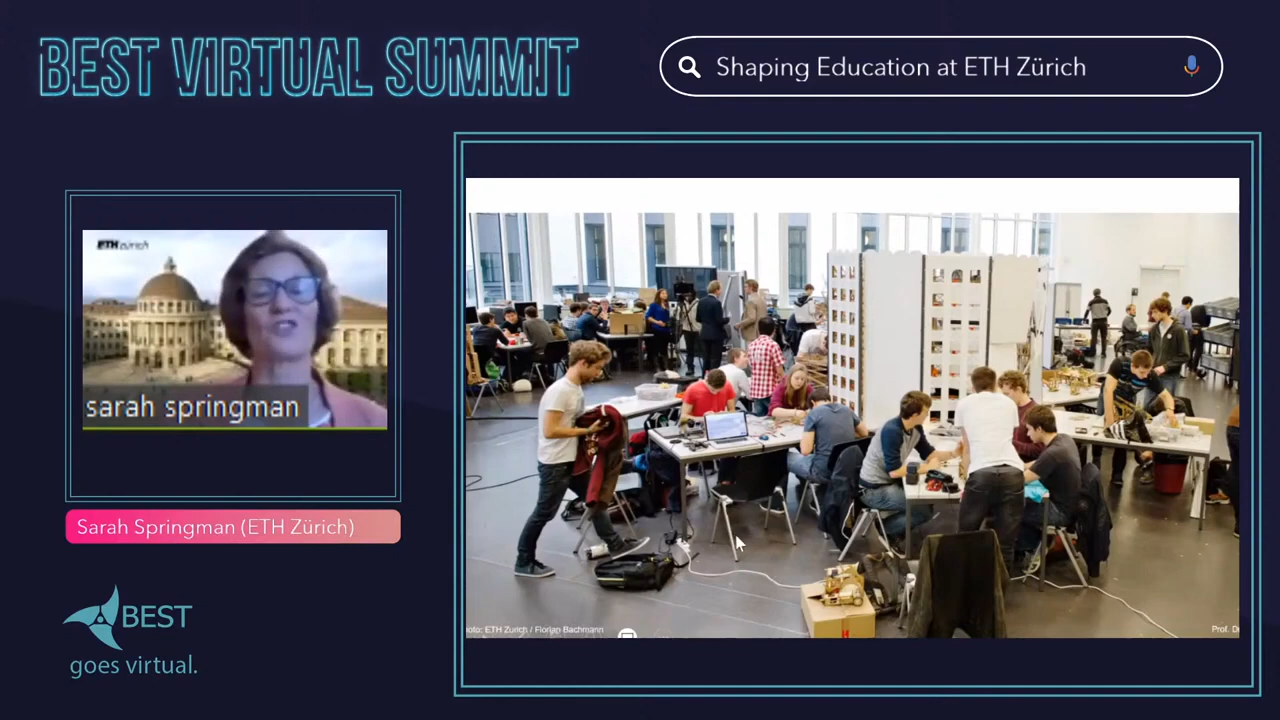 BEST VIRTUAL SUMMIT
Shaping Education at ETH Zürich
ETH zürich
sarah springman
Sarah Springman (ETH Zürich)
BEST
goes virtual.
oto: ETH Zurich / Florian Bachmann
Prof. D